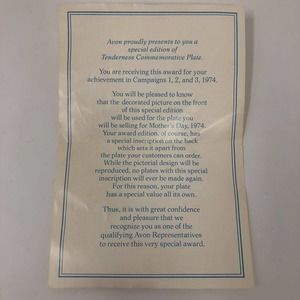 Avon proudly presents to you a
special edition of
Tenderness Commemorative Plate.
You are receiving this award for your
achievement in Campaigns 1, 2, and 3, 1974.
You will be pleased to know
that the decorated picture on the front
of this special edition
will be used for the plate you
will be selling for Mother's Day, 1974.
Your award edition, of course, has
a special inscription on the back
which sets it apart from
the plate your customers can order.
While the pictorial design will be
reproduced, no plates with this special
inscription will ever be made again.
For this reason, your plate
has a special value all its own.
Thus, it is with great confidence
and pleasure that we
recognize you as one of the
qualifying Avon Representatives
to receive this very special award.